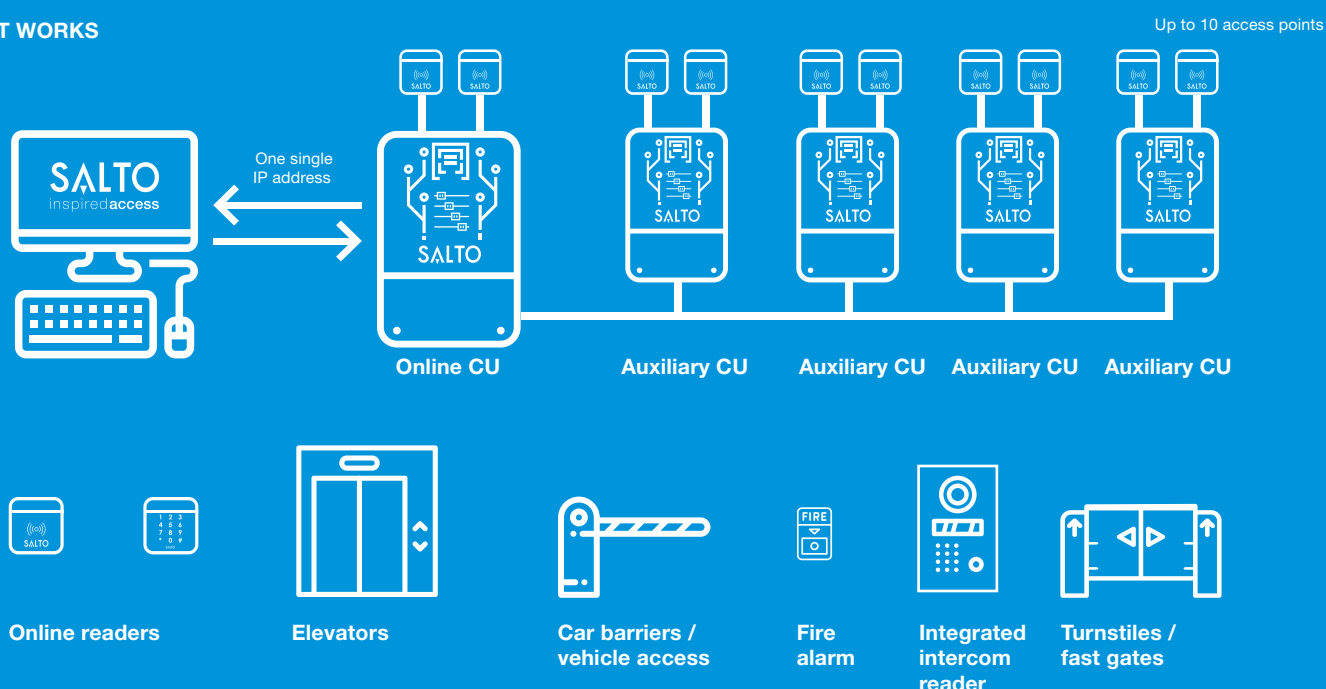 T WORKS
Up to 10 access points
SALTO
SALTO
SALTO
SALTO
SALTO
SALTO
SALTO
SALTO
SALTO
SALTO
SALTO
inspiredaccess
One single
IP address
SALTO
SALTO
SALTO
SALTO
SALTO
Online CU
Auxiliary CU
Auxiliary CU
Auxiliary CU
Auxiliary CU
SALTO
1 2 3
4 5 6
7 8 9
* 0 #
SALTO
FIRE
Online readers
Elevators
Car barriers /
vehicle access
Fire
alarm
Integrated
intercom
reader
Turnstiles /
fast gates